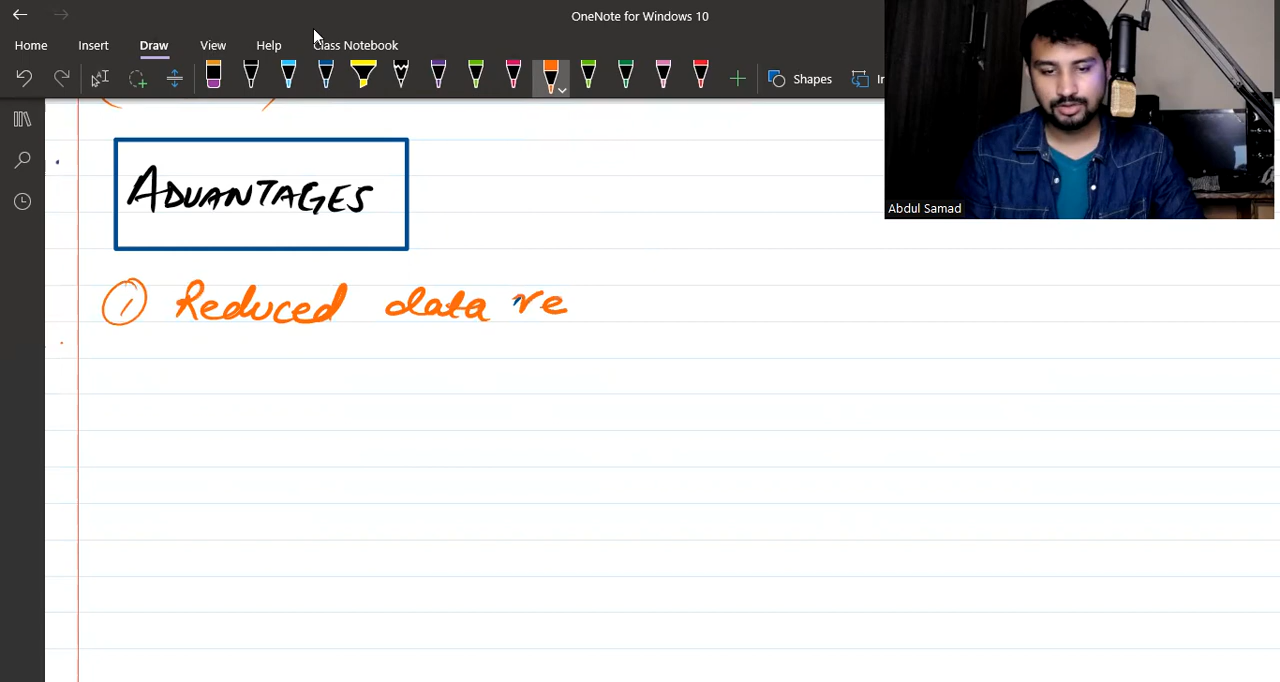 OneNote for Windows 10
Home Insert Draw View Help Class Notebook
Shapes In
Abdul Samad
ADVANTAGES
① Reduced data re